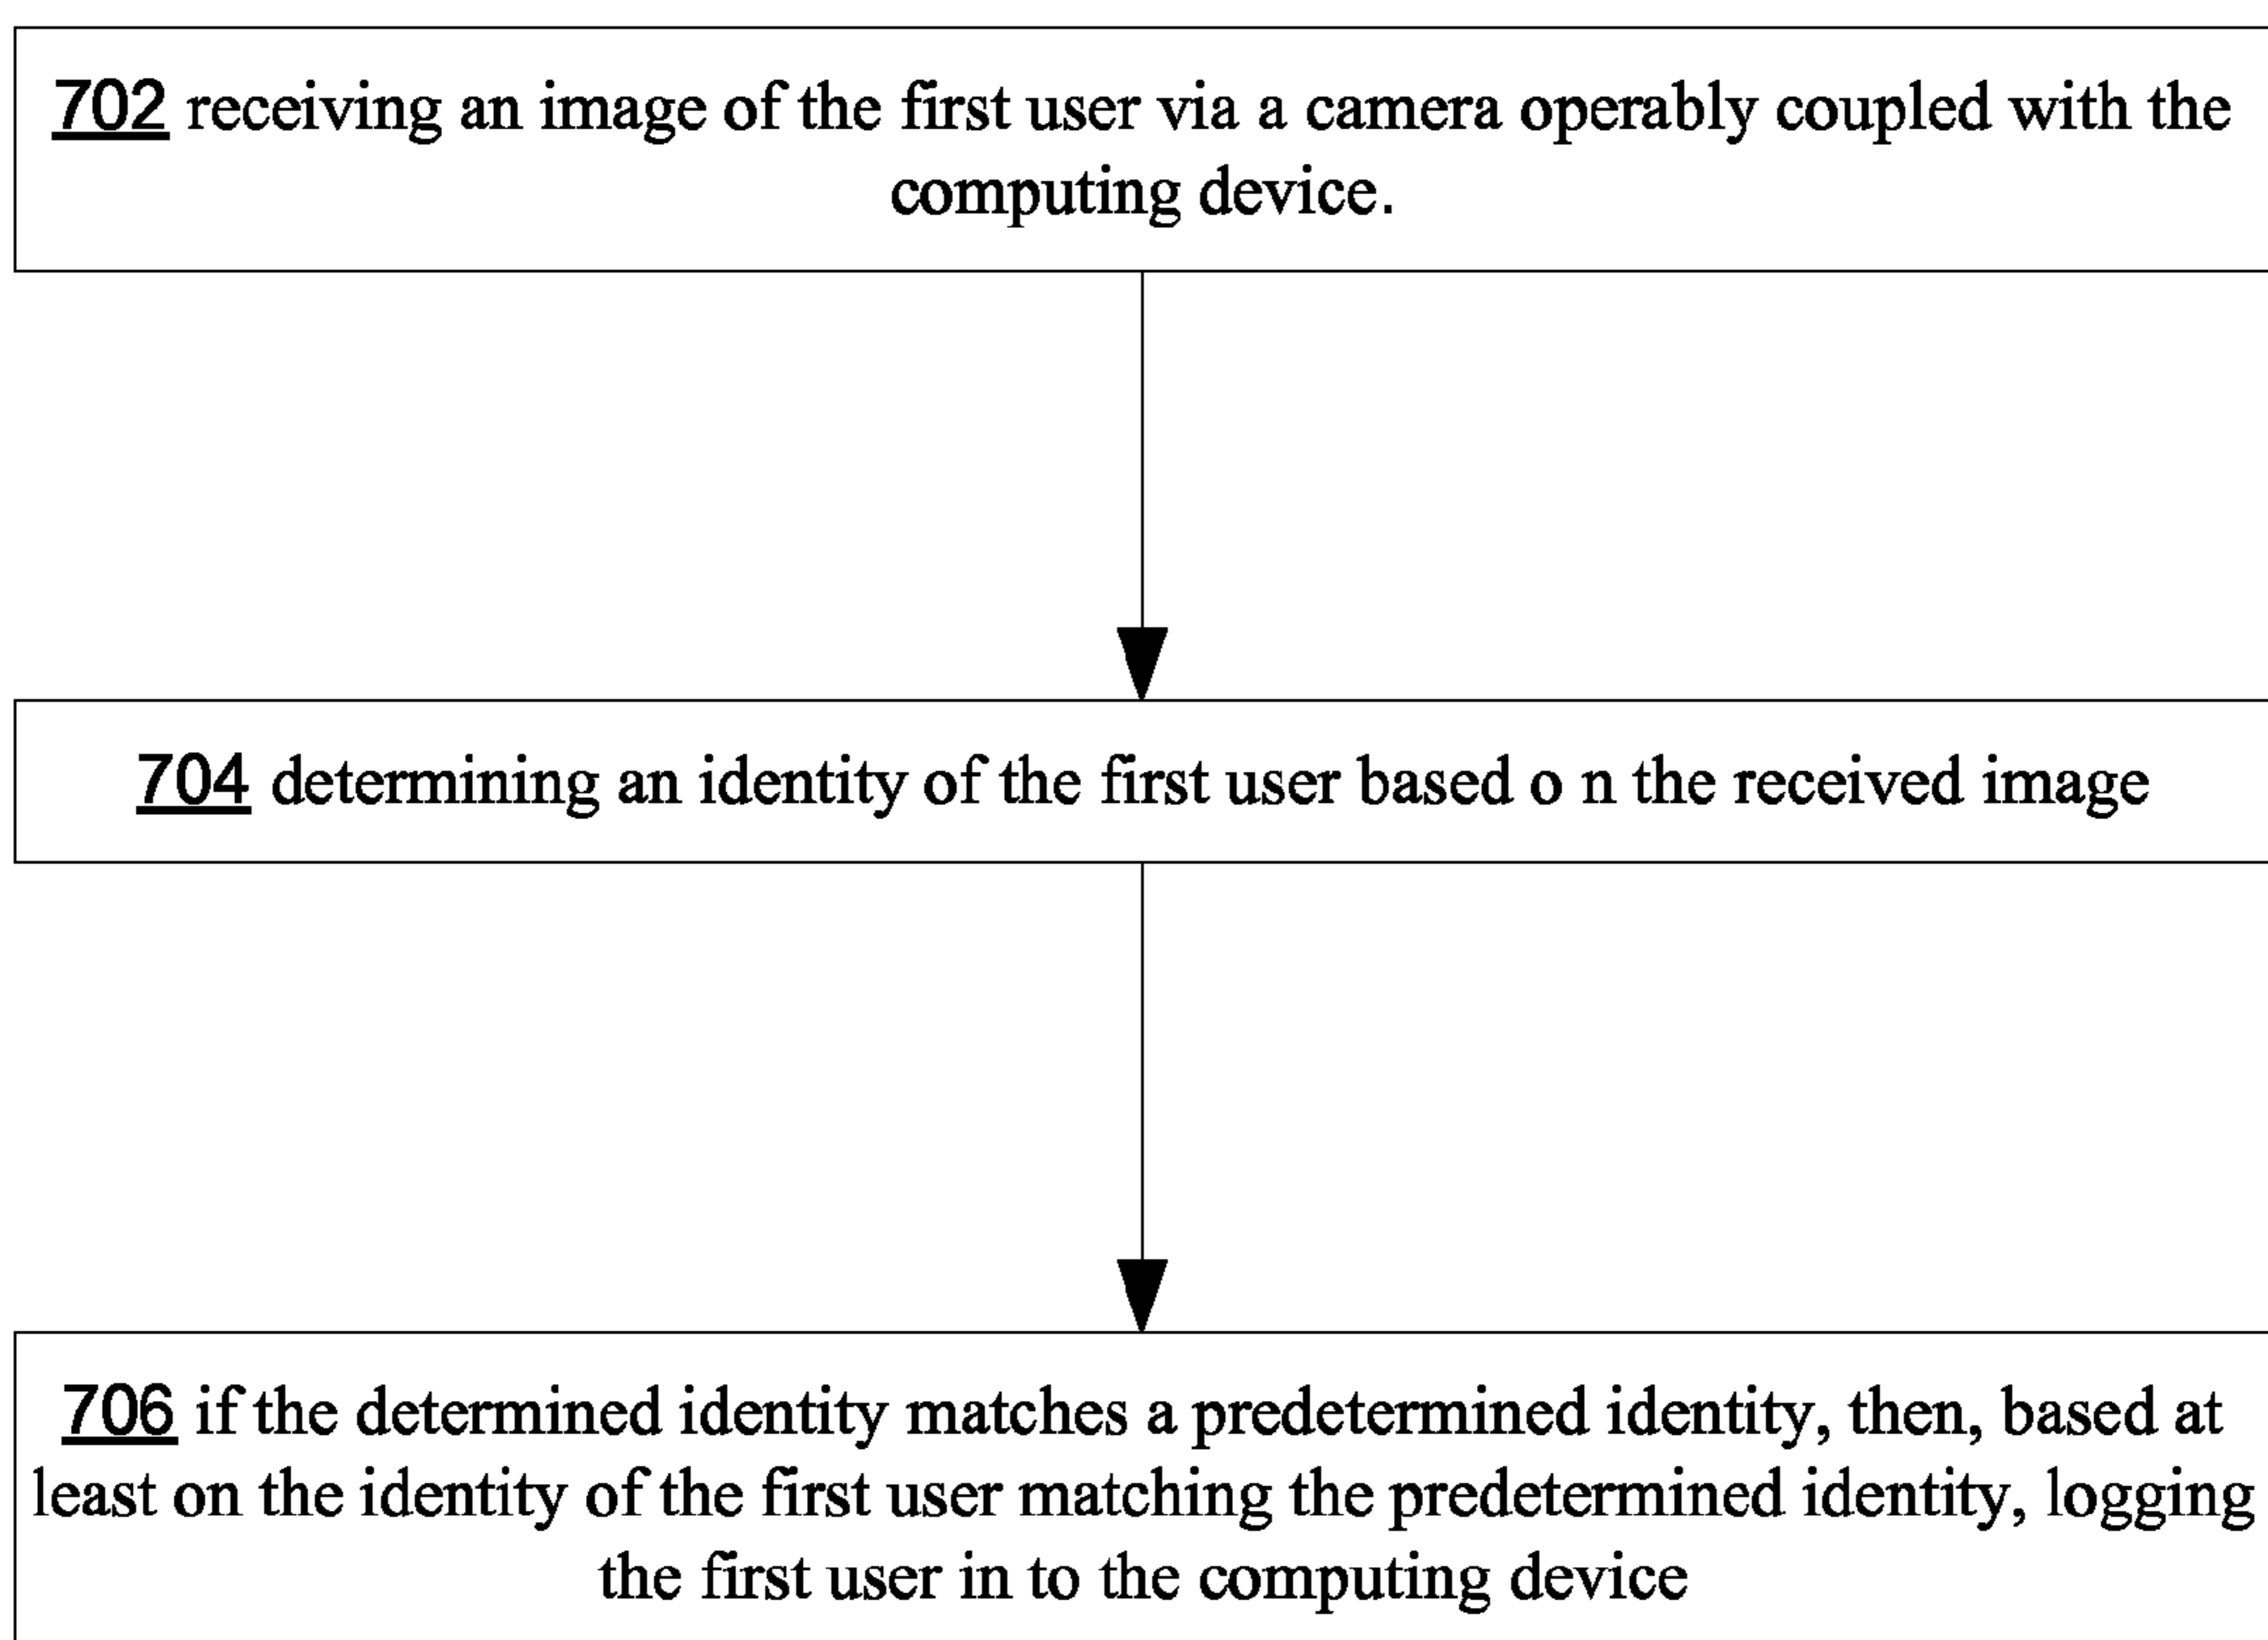 702 receiving an image of the first user via a camera operably coupled with the
computing device.
704 determining an identity of the first user based o n the received image
706 if the determined identity matches a predetermined identity, then, based at
least on the identity of the first user matching the predetermined identity, logging
the first user in to the computing device